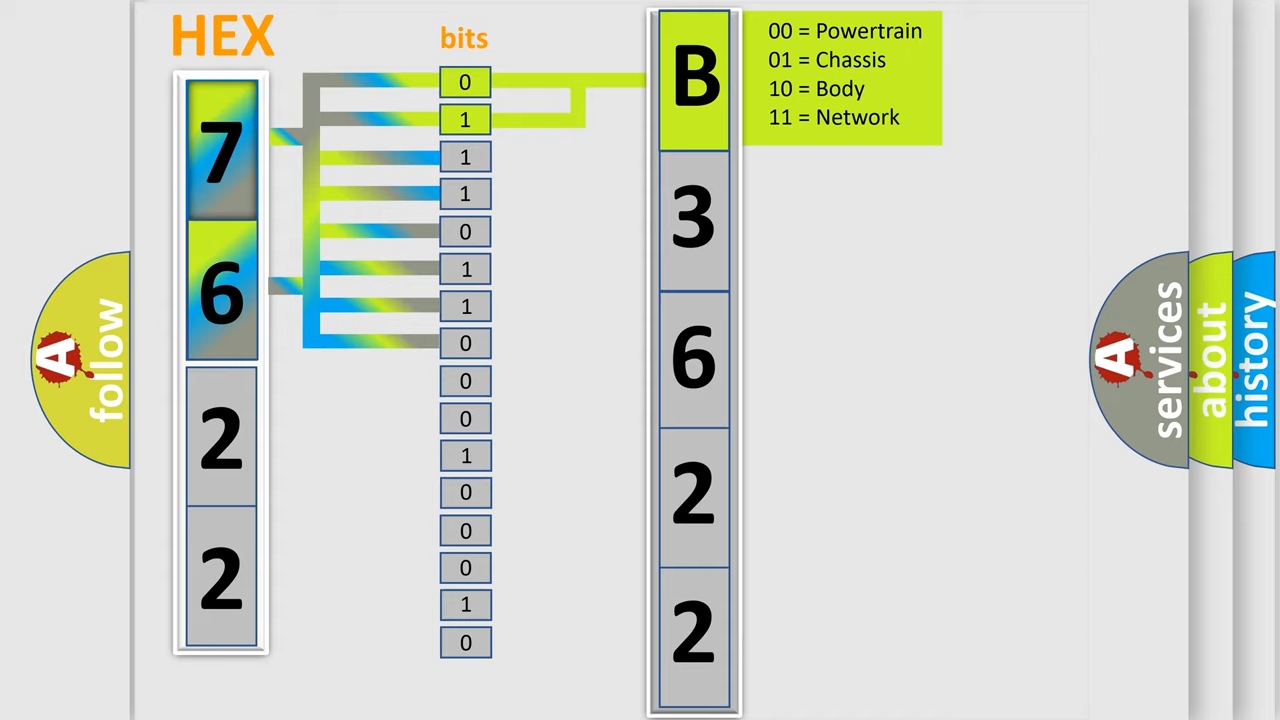 HEX
bits
7
6
2
2
0
1
1
1
0
1
1
0
0
0
1
0
0
0
1
0
B
3
6
2
2
00 = Powertrain
01 = Chassis
10 = Body
11 = Network
A
follow
A
services
about
history